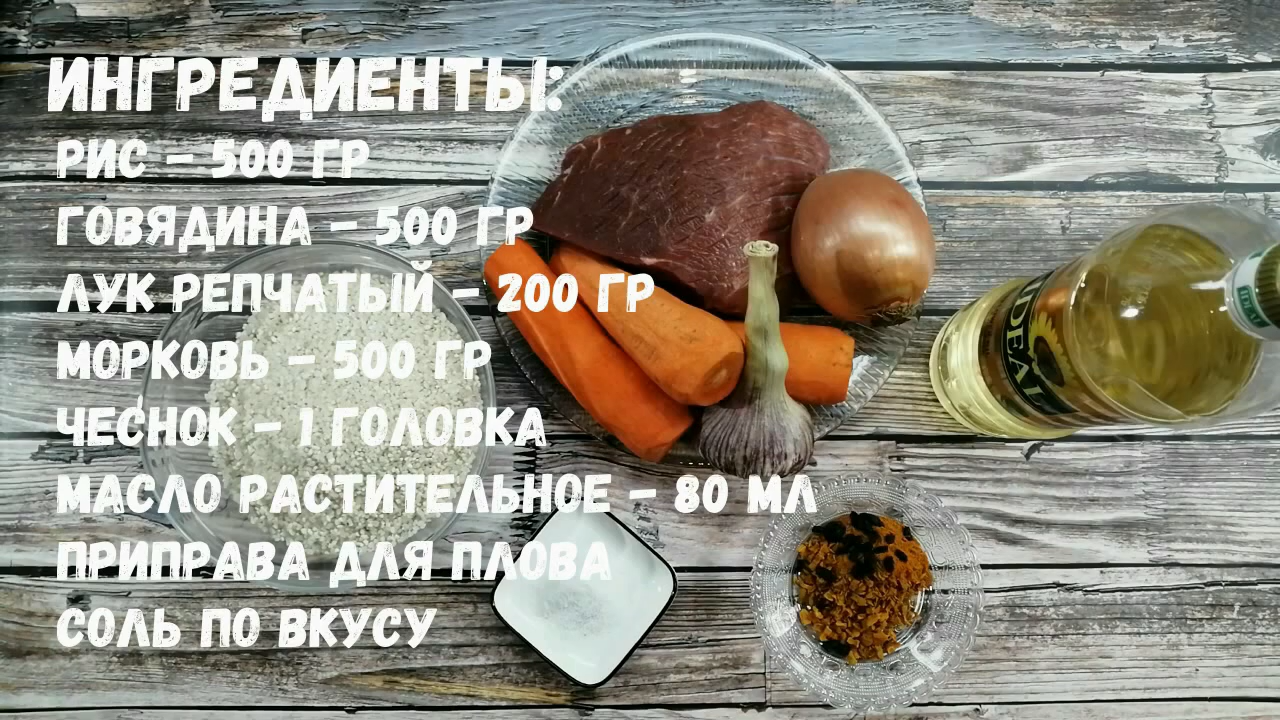 ИНГРЕДИЕНТЫ:
РИС – 500 ГР
ГОВЯДИНА – 500 ГР
ЛУК РЕПЧАТЫЙ – 200 ГР
МОРКОВЬ – 500 ГР
ЧЕСНОК – 1 ГОЛОВКА
МАСЛО РАСТИТЕЛЬНОЕ – 80 МЛ
ПРИПРАВА ДЛЯ ПЛОВА
СОЛЬ ПО ВКУСУ
IDEAL